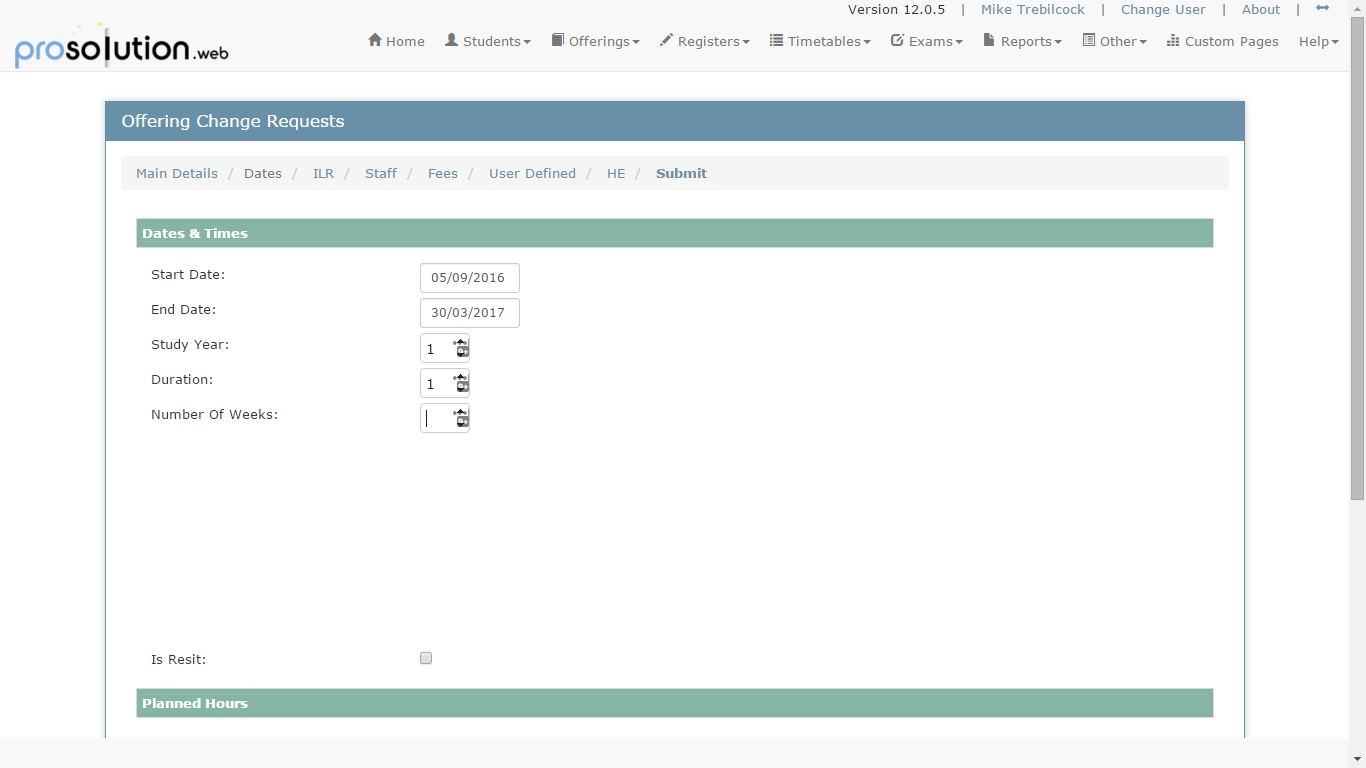 Version 12.0.5 | Mike Trebilcock | Change User | About |
prosolution.web
Home Students Offerings Registers Timetables Exams Reports Other Custom Pages Help
Offering Change Requests
Main Details / Dates / ILR / Staff / Fees / User Defined / HE / Submit
Dates & Times
Start Date: 05/09/2016
End Date: 30/03/2017
Study Year: 1
Duration: 1
Number Of Weeks:
Is Resit:
Planned Hours